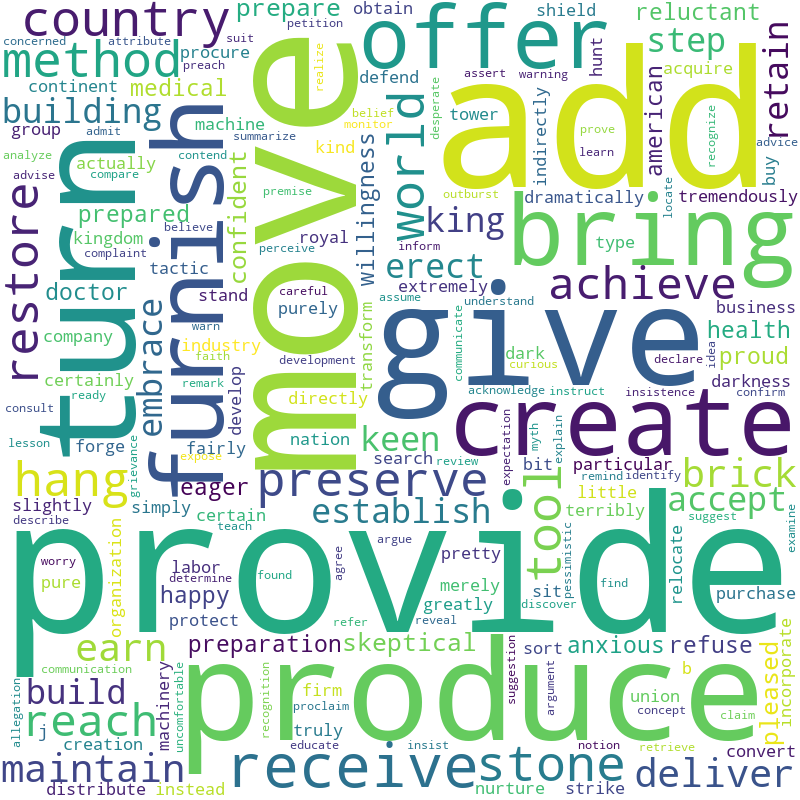 country
prepare
petition
offer
obtain
shield
reluctant
concerned
attribute
suit
preach
procure
realize
method
continent
medical
defend
assert
warning
hunt
step
acquire
retain
building
group
admit
machine
summarize
belief
monitor
kind
desperate
tower
add
american
indirectly
prove
learn
recognize
advice
analyze
actually
compare
advise
contend
turn
furnish
move
world
willingness
outburst
dramatically
locate
buy
tremendously
prepared
confident
premise
believe
kingdom
complaint
royal
king
bring
type
perceive
inform
restore
tactic
erect
extremely
achieve
doctor
warn
stand
careful
purely
assume
understand
business
company
embrace
industry
faith
transform
communicate
give
dark
curious
declare
idea
health
proud
certainly
remark
develop
development
directly
acknowledge
instruct
insistence
darkness
confirm
ready
consult
lesson
forge
grievance
fairly
expose
nation
keen
create
expectation
myth
explain
hang
eager
search
review
bit
particular
remind
identify
brick
preserve
tool
little
terribly
accept
slightly
simply
certain
teach
establish
suggest
examine
describe
organization
provide
worry
pure
labor
determine
found
agree
argue
pretty
merely
sit
pessimistic
find
relocate
purchase
happy
protect
refer
reveal
greatly
discover
earn
communication
preparation
skeptical
suggestion
sort
anxious
refuse
pleased
incorporate
allegation
build
machinery
uncomfortable
recognition
produce
firm
proclaim
argument
b
union
concept
claim
reach
j
creation
truly
educate
insist
notion
retrieve
convert
maintain
receive
stone
deliver
distribute
instead
nurture
strike